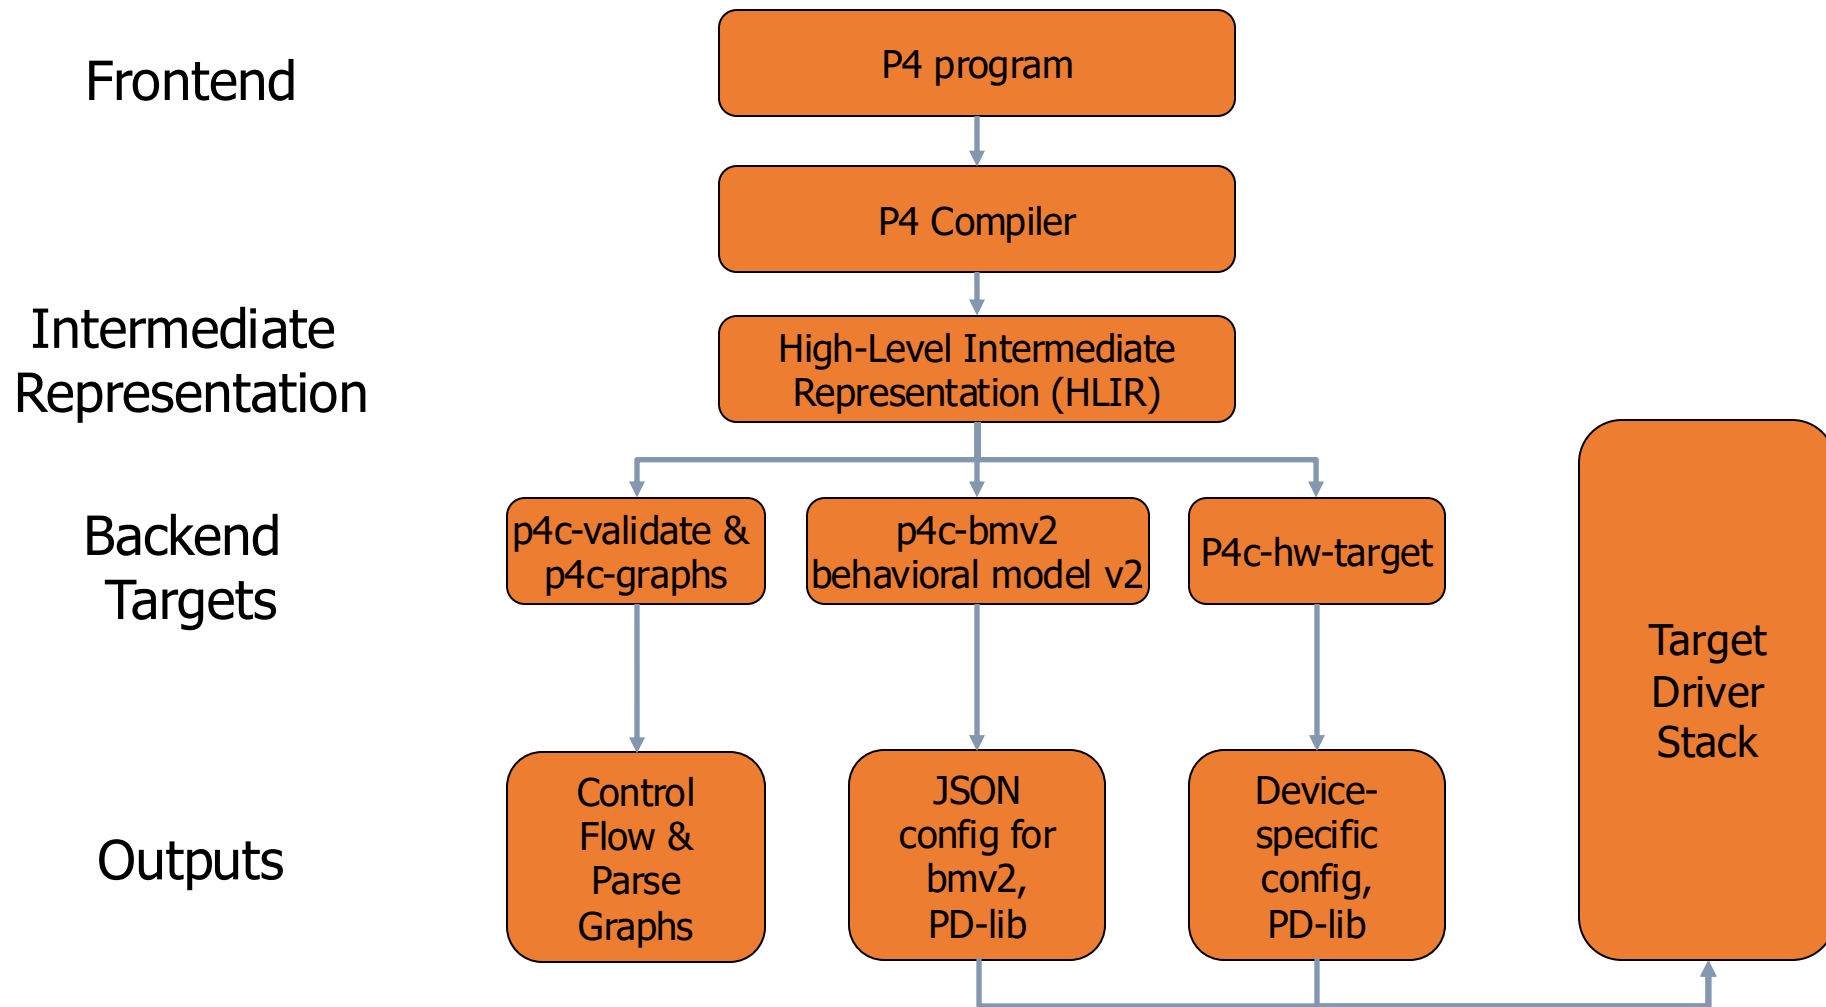 Frontend
P4 program
P4 Compiler
Intermediate
Representation
High-Level Intermediate
Representation (HLIR)
Backend
Targets
p4c-validate &
p4c-graphs
p4c-bmv2
behavioral model v2
P4c-hw-target
Target
Driver
Stack
Outputs
Control
Flow &
Parse
Graphs
JSON
config for
bmv2,
PD-lib
Device-
specific
config,
PD-lib